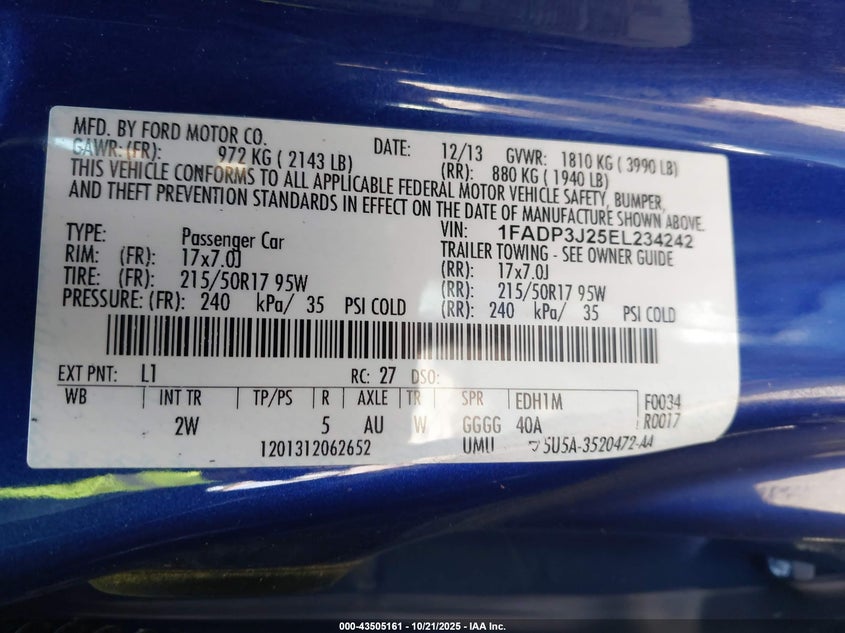 MFD. BY FORD MOTOR CO. DATE: 12/13 GVWR: 1810 KG ( 3990 LB)
GAWR: (FR): 972 KG ( 2143 LB) (RR): 880 KG ( 1940 LB)
THIS VEHICLE CONFORMS TO ALL APPLICABLE FEDERAL MOTOR VEHICLE SAFETY, BUMPER,
AND THEFT PREVENTION STANDARDS IN EFFECT ON THE DATE OF MANUFACTURE SHOWN ABOVE.
VIN: 1FADP3J25EL234242
TYPE: Passenger Car TRAILER TOWING - SEE OWNER GUIDE
RIM: (FR): 17x7.0J (RR): 17x7.0J
TIRE: (FR): 215/50R17 95W (RR): 215/50R17 95W
PRESSURE: (FR): 240 kPa/ 35 PSI COLD (RR): 240 kPa/ 35 PSI COLD
EXT PNT: L1 RC: 27 DSO:
WB INT TR TP/PS R AXLE TR SPR EDH1M F0034
2W 5 AU W GGGG 40A R0017
1201312062652 UMU 5U5A-3520472-AA
000-43505161 - 10/21/2025 - IAA Inc.